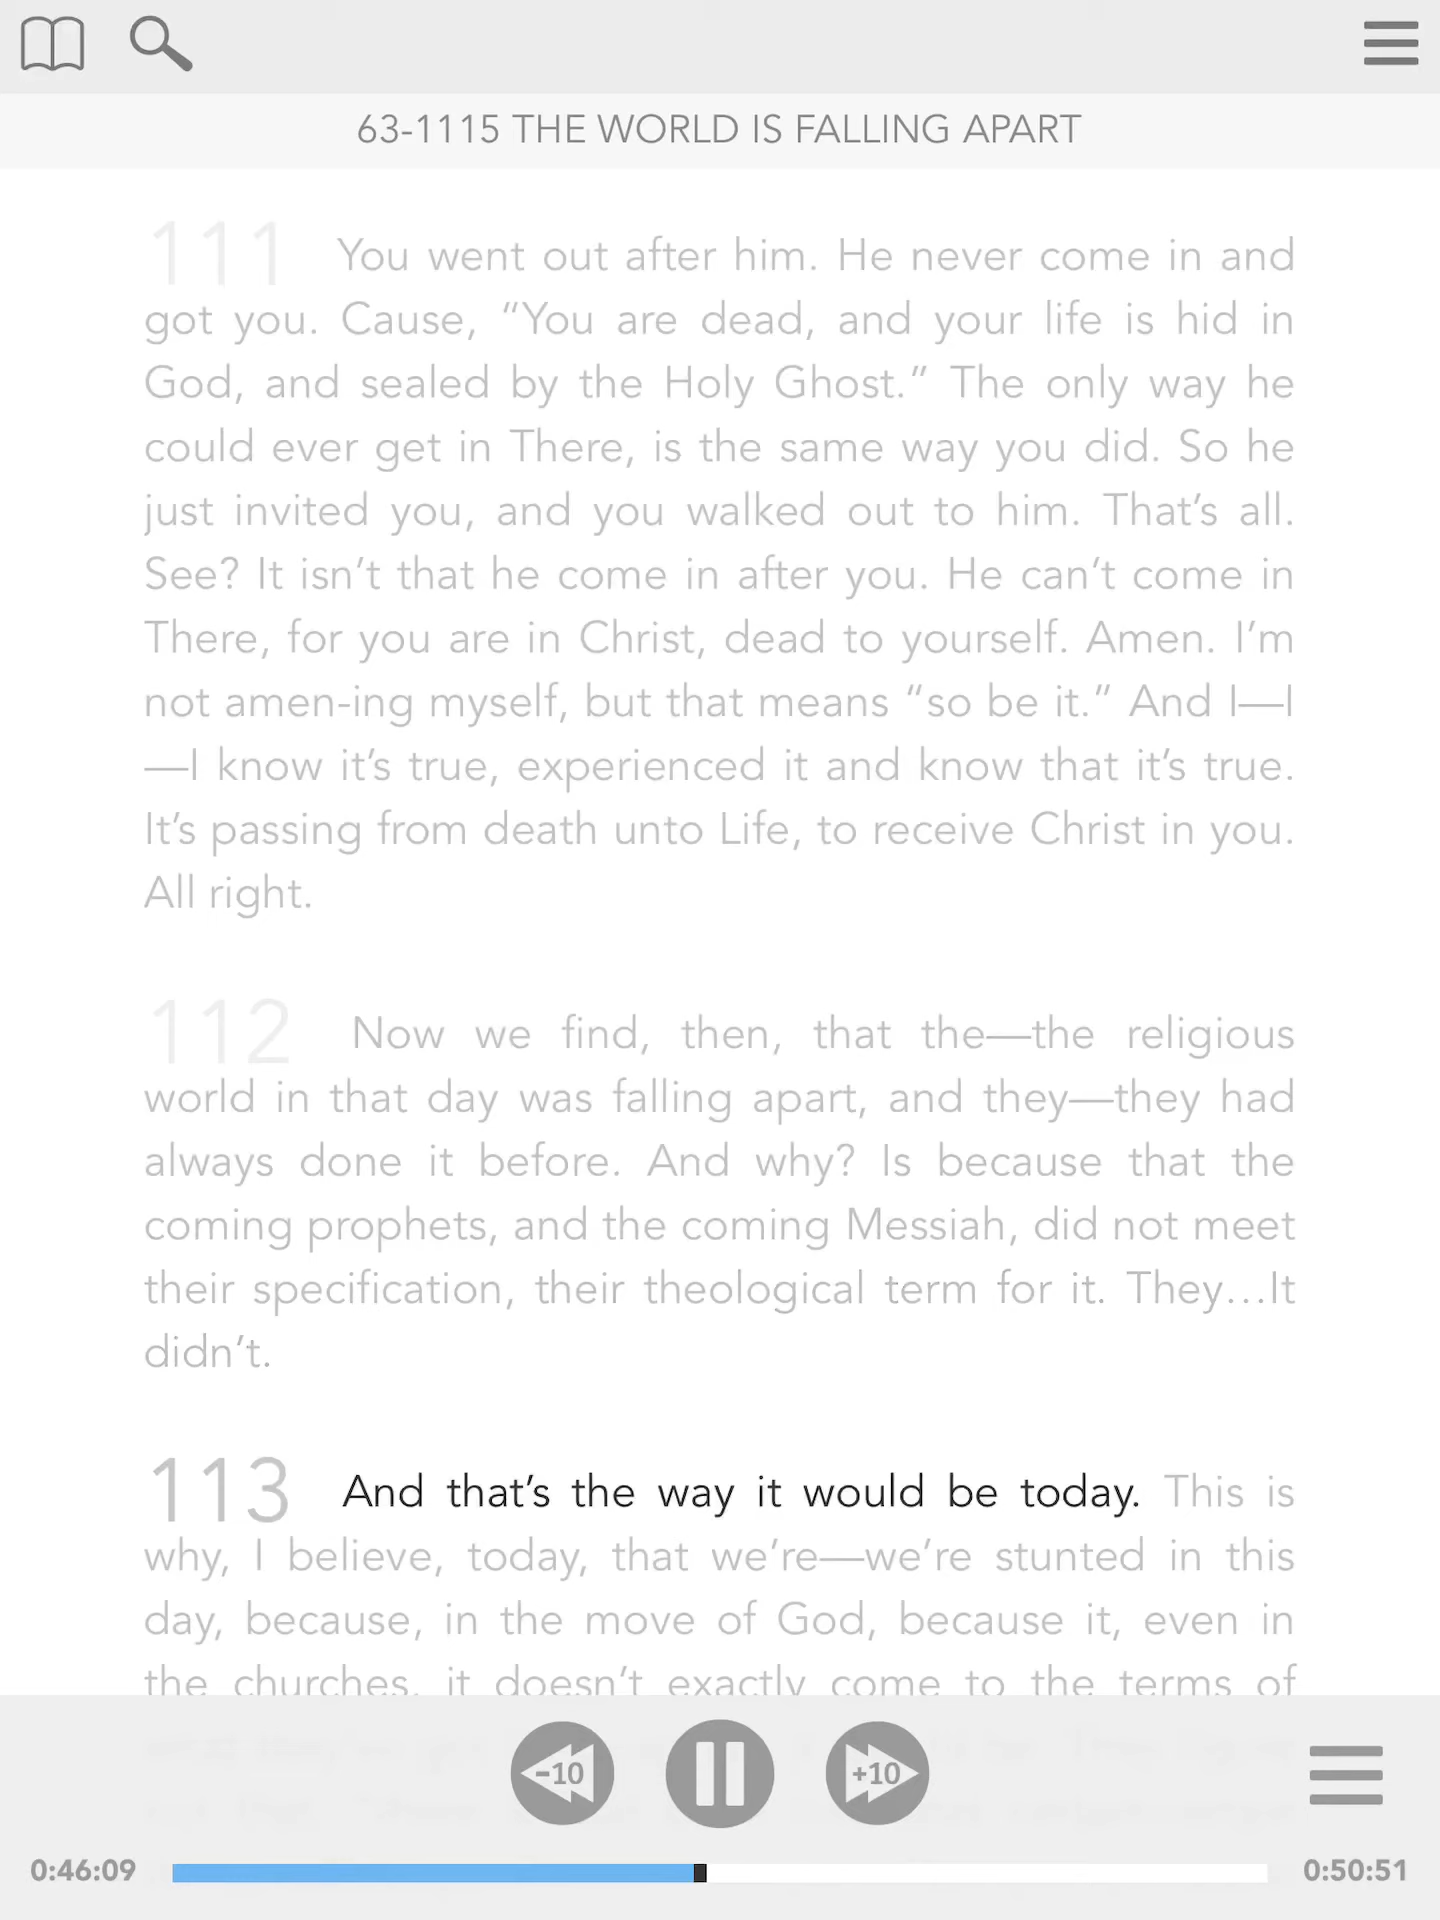 63-1115 THE WORLD IS FALLING APART
111 You went out after him. He never come in and
got you. Cause, “You are dead, and your life is hid in
God, and sealed by the Holy Ghost.” The only way he
could ever get in There, is the same way you did. So he
just invited you, and you walked out to him. That’s all.
See? It isn’t that he come in after you. He can’t come in
There, for you are in Christ, dead to yourself. Amen. I’m
not amen-ing myself, but that means “so be it.” And I—I
—I know it’s true, experienced it and know that it’s true.
It’s passing from death unto Life, to receive Christ in you.
All right.
112 Now we find, then, that the—the religious
world in that day was falling apart, and they—they had
always done it before. And why? Is because that the
coming prophets, and the coming Messiah, did not meet
their specification, their theological term for it. They…It
didn’t.
113 And that’s the way it would be today. This is
why, I believe, today, that we’re—we’re stunted in this
day, because, in the move of God, because it, even in
the churches, it doesn’t exactly come to the terms of
-10 +10
0:46:09 0:50:51